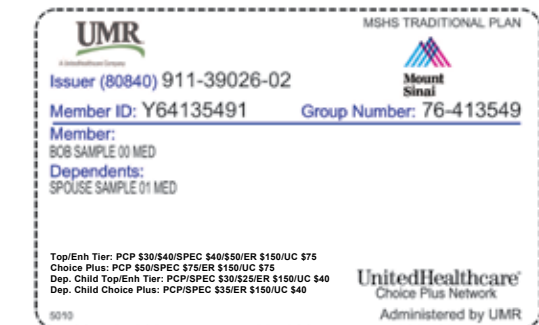 MSHS TRADITIONAL PLAN
UMR
A UnitedHealthcare Company
Mount
Sinai
Issuer (80840) 911-39026-02
Member ID: Y64135491 Group Number: 76-413549
Member:
BOB SAMPLE 00 MED
Dependents:
SPOUSE SAMPLE 01 MED
Top/Enh Tier: PCP $30/$40/SPEC $40/$50/ER $150/UC $75
Choice Plus: PCP $50/SPEC $75/ER $150/UC $75
Dep. Child Top/Enh Tier: PCP/SPEC $30/$25/ER $150/UC $40
Dep. Child Choice Plus: PCP/SPEC $35/ER $150/UC $40
UnitedHealthcare
Choice Plus Network
5010 Administered by UMR